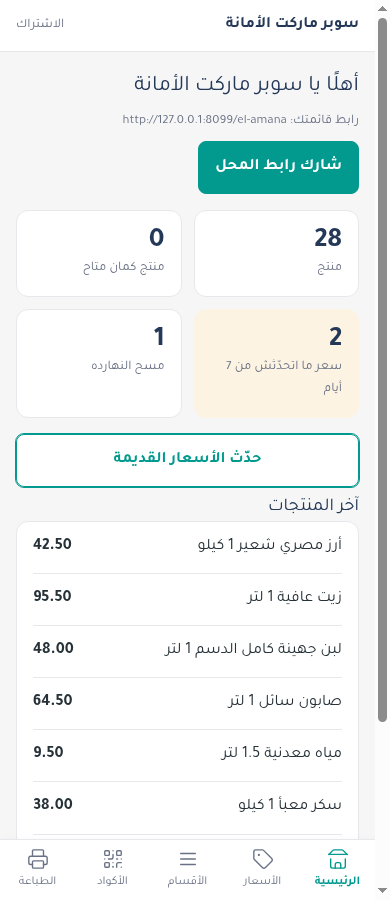 سوبر ماركت الأمانة
الاشتراك
أهلًا يا سوبر ماركت الأمانة
رابط قائمتك: http://127.0.0.1:8099/el-amana
شارك رابط المحل
28
منتج
0
منتج كمان متاح
2
سعر ما اتحدّتش من 7
أيام
1
مسح النهارده
حدّث الأسعار القديمة
آخر المنتجات
أرز مصري شعير 1 كيلو
42.50
زيت عافية 1 لتر
95.50
لبن جهينة كامل الدسم 1 لتر
48.00
صابون سائل 1 لتر
64.50
مياه معدنية 1.5 لتر
9.50
سكر معبأ 1 كيلو
38.00
الرئيسية
الأسعار
الأقسام
الأكواد
الطباعة